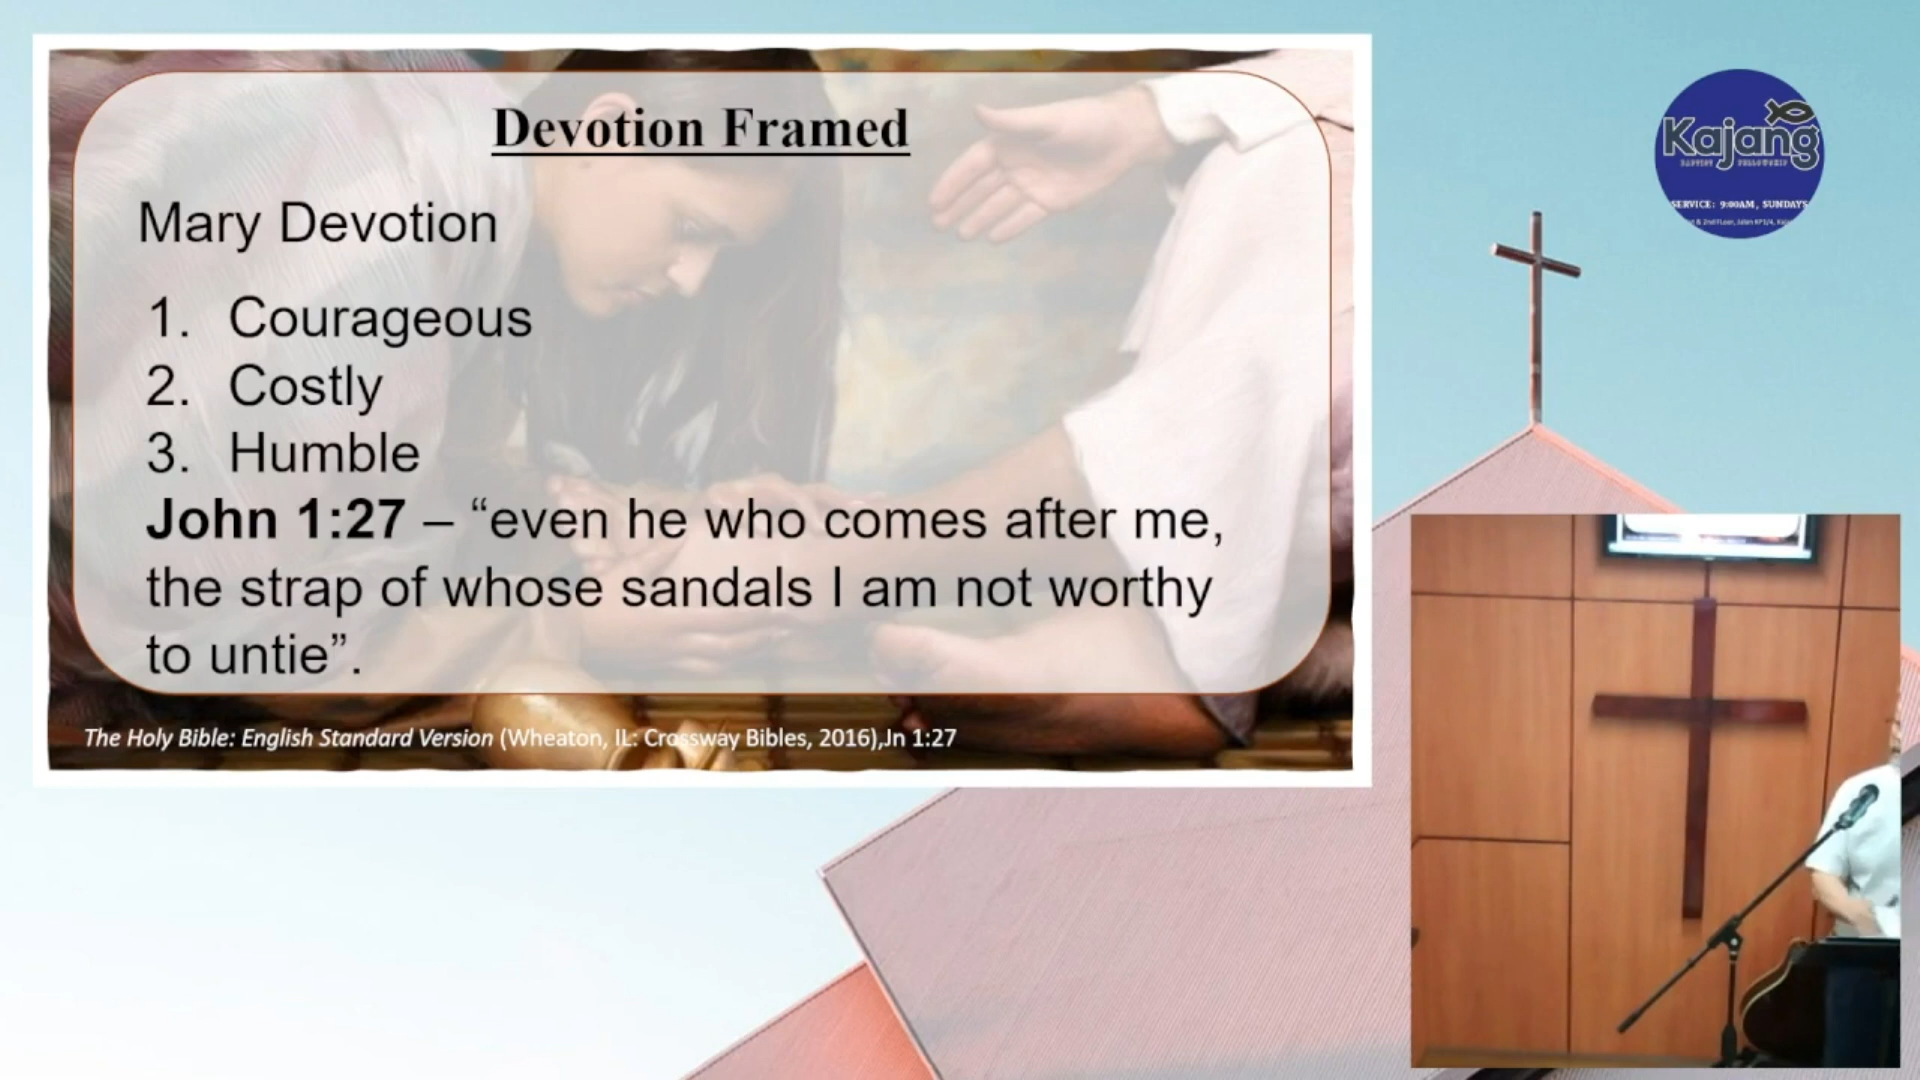 Devotion Framed
Mary Devotion
1. Courageous
2. Costly
3. Humble
John 1:27 – “even he who comes after me,
the strap of whose sandals I am not worthy
to untie”.
The Holy Bible: English Standard Version (Wheaton, IL: Crossway Bibles, 2016),Jn 1:27
Kajang
BAPTIST FELLOWSHIP
SERVICE: 9:00AM, SUNDAYS